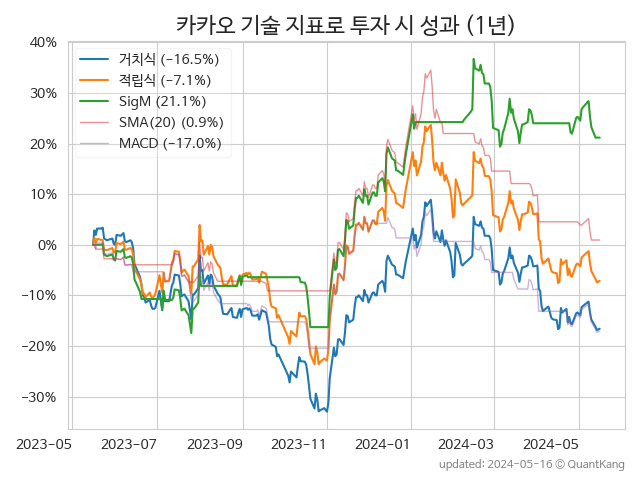 카카오 기술 지표로 투자 시 성과 (1년)
40%
30%
20%
10%
0%
−10%
−20%
−30%
거치식 (−16.5%)
적립식 (−7.1%)
SigM (21.1%)
SMA(20) (0.9%)
MACD (−17.0%)
2023-05 2023-07 2023-09 2023-11 2024-01 2024-03 2024-05
updated: 2024-05-16 © QuantKang